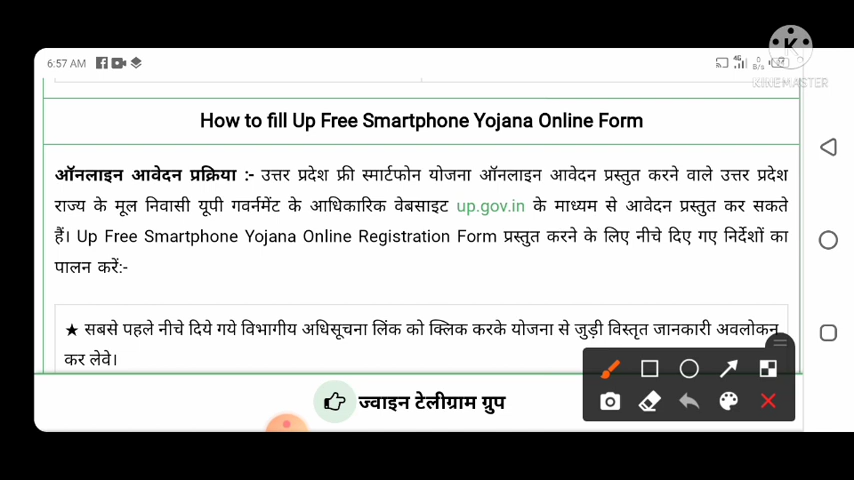 6:57 AM
4G
0
B/s
K
KINEMASTER
How to fill Up Free Smartphone Yojana Online Form
ऑनलाइन आवेदन प्रक्रिया :- उत्तर प्रदेश फ्री स्मार्टफोन योजना ऑनलाइन आवेदन प्रस्तुत करने वाले उत्तर प्रदेश
राज्य के मूल निवासी यूपी गवर्नमेंट के आधिकारिक वेबसाइट up.gov.in के माध्यम से आवेदन प्रस्तुत कर सकते
हैं। Up Free Smartphone Yojana Online Registration Form प्रस्तुत करने के लिए नीचे दिए गए निर्देशों का
पालन करें:-
★ सबसे पहले नीचे दिये गये विभागीय अधिसूचना लिंक को क्लिक करके योजना से जुड़ी विस्तृत जानकारी अवलोकन
कर लेवे।
ज्वाइन टेलीग्राम ग्रुप